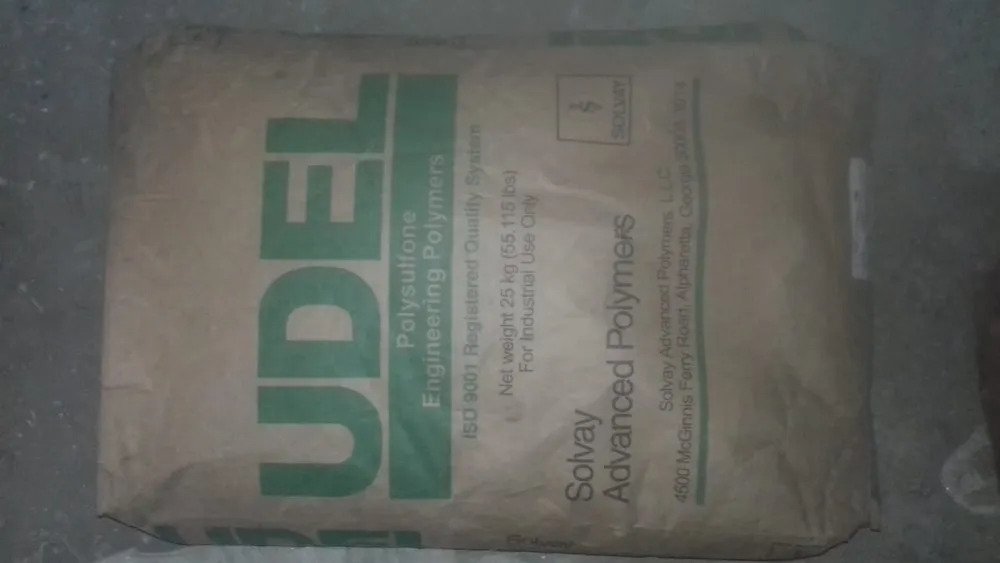 UDEL
Polysulfone
Engineering Polymers
ISO 9001 Registered Quality System
Net weight 25 kg (55.115 lbs)
For Industrial Use Only
SOLVAY
Solvay
Advanced Polymers
Solvay Advanced Polymers, L.L.C.
4500 McGinnis Ferry Road, Alpharetta, Georgia